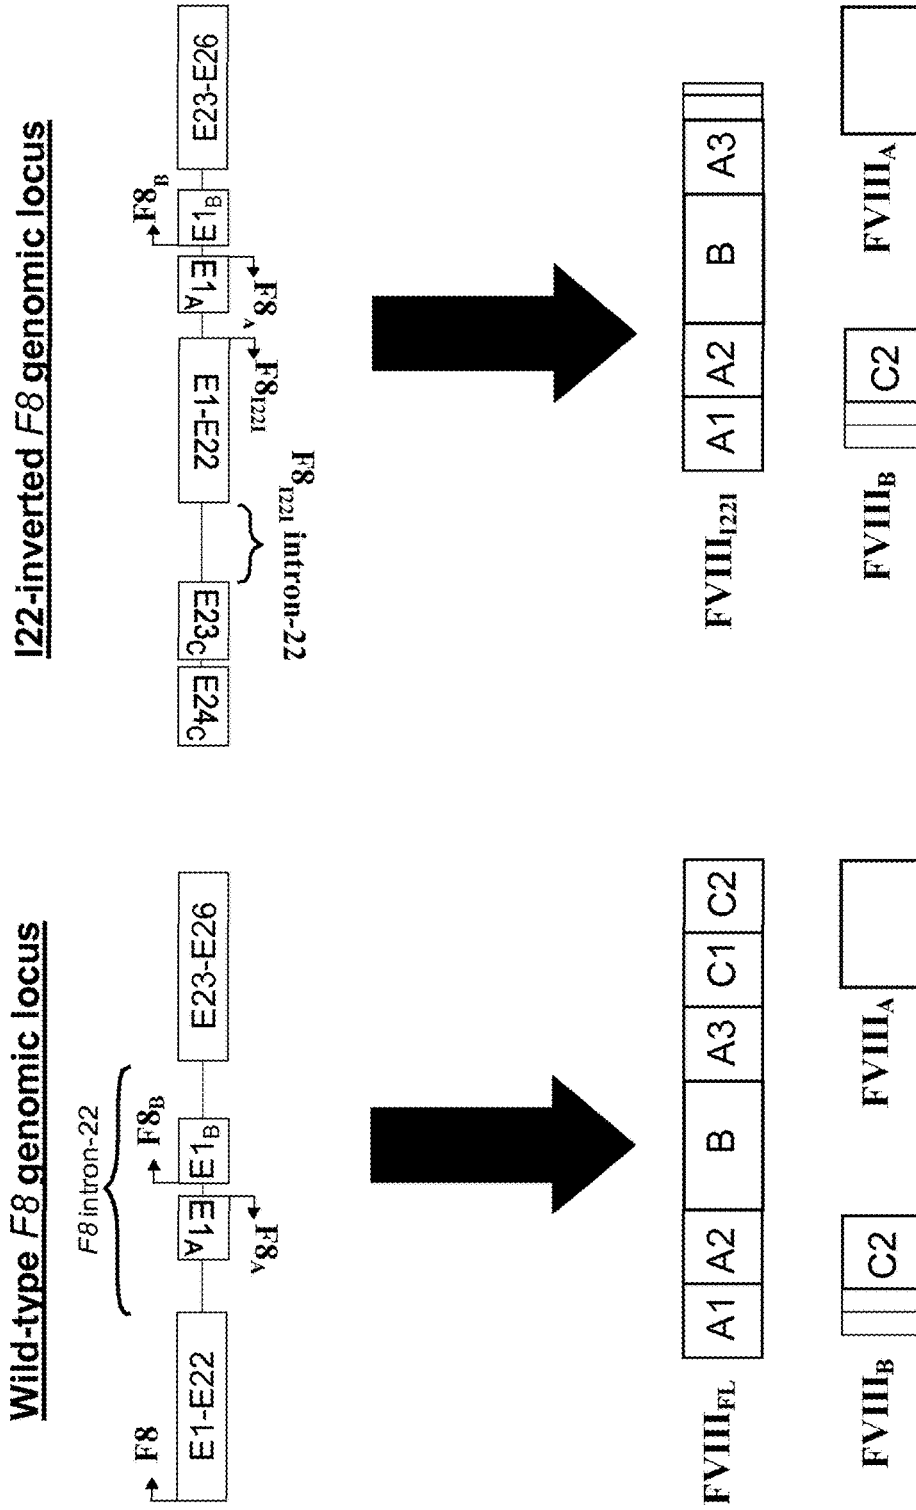 Wild-type F8 genomic locus
F8 intron-22
F8
F8B
E1-E22
E1A
E1B
E23-E26
F8A
A1
A2
B
A3
C1
C2
FVIIIFL
C2
FVIIIB
FVIIIA
I22-inverted F8 genomic locus
F8B
E24C
E23C
E1-E22
E1A
E1B
E23-E26
F8A
F8I22I
F8I22I intron-22
A1
A2
B
A3
FVIIII22I
C2
FVIIIB
FVIIIA